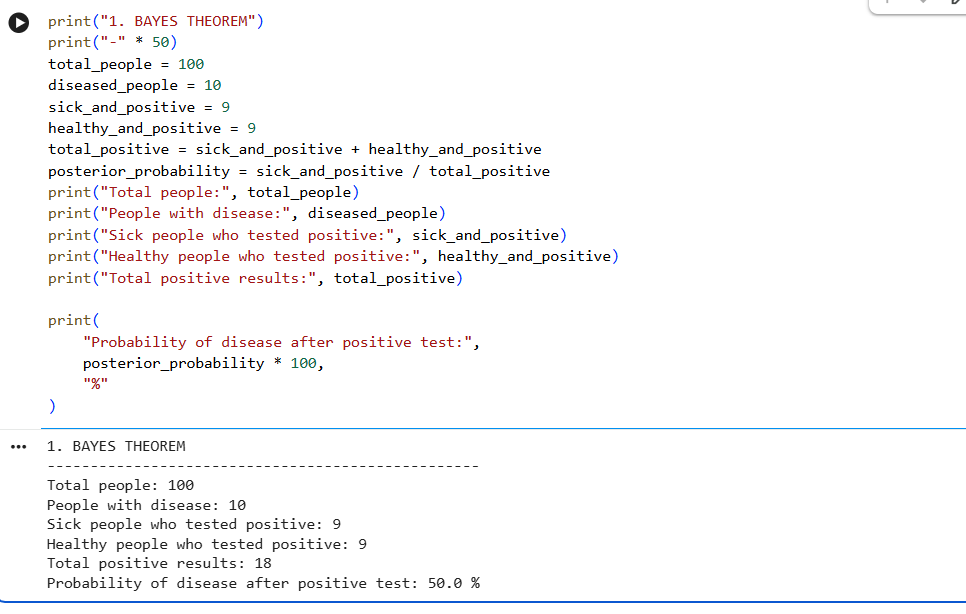 print("1. BAYES THEOREM")
print("-" * 50)
total_people = 100
diseased_people = 10
sick_and_positive = 9
healthy_and_positive = 9
total_positive = sick_and_positive + healthy_and_positive
posterior_probability = sick_and_positive / total_positive
print("Total people:", total_people)
print("People with disease:", diseased_people)
print("Sick people who tested positive:", sick_and_positive)
print("Healthy people who tested positive:", healthy_and_positive)
print("Total positive results:", total_positive)

print(
    "Probability of disease after positive test:",
    posterior_probability * 100,
    "%"
)
1. BAYES THEOREM
--------------------------------------------------
Total people: 100
People with disease: 10
Sick people who tested positive: 9
Healthy people who tested positive: 9
Total positive results: 18
Probability of disease after positive test: 50.0 %